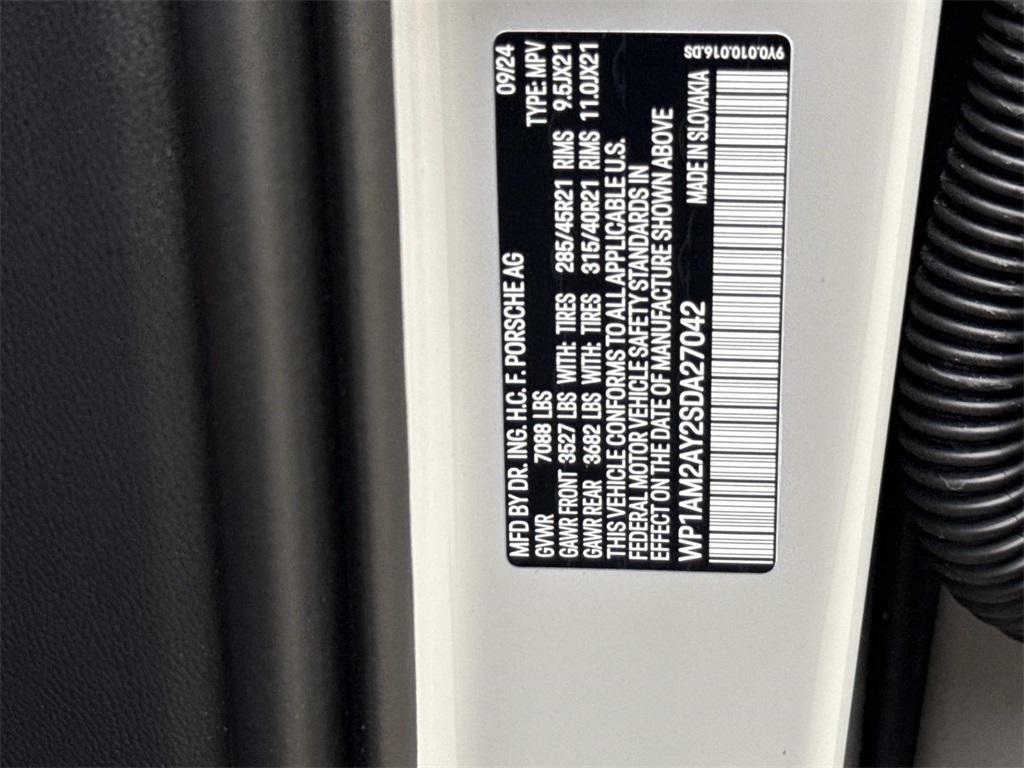 09/24
MFD BY DR. ING. H.C. F. PORSCHE AG
GVWR 7088 LBS TYPE: MPV
GAWR FRONT 3527 LBS WITH: TIRES 285/45R21 RIMS 9.5JX21
GAWR REAR 3682 LBS WITH: TIRES 315/40R21 RIMS 11.0JX21
THIS VEHICLE CONFORMS TO ALL APPLICABLE U.S.
FEDERAL MOTOR VEHICLE SAFETY STANDARDS IN
EFFECT ON THE DATE OF MANUFACTURE SHOWN ABOVE
WP1AM2AY2SDA27042 MADE IN SLOVAKIA
9Y0.010.016.DS